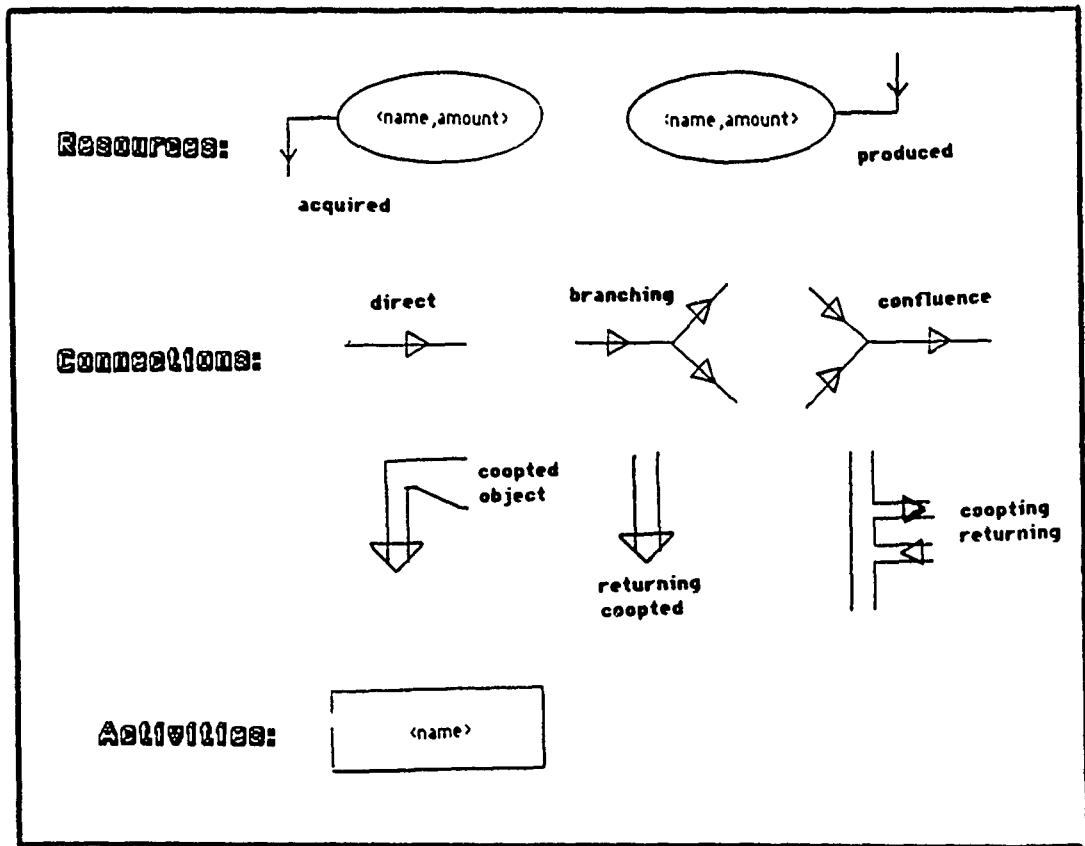 <name,amount>
<name,amount>
Resources:
produced
acquired
direct
branching
confluence
Connections:
coopted
object
coopting
returning
returning
coopted
Activities:
<name>